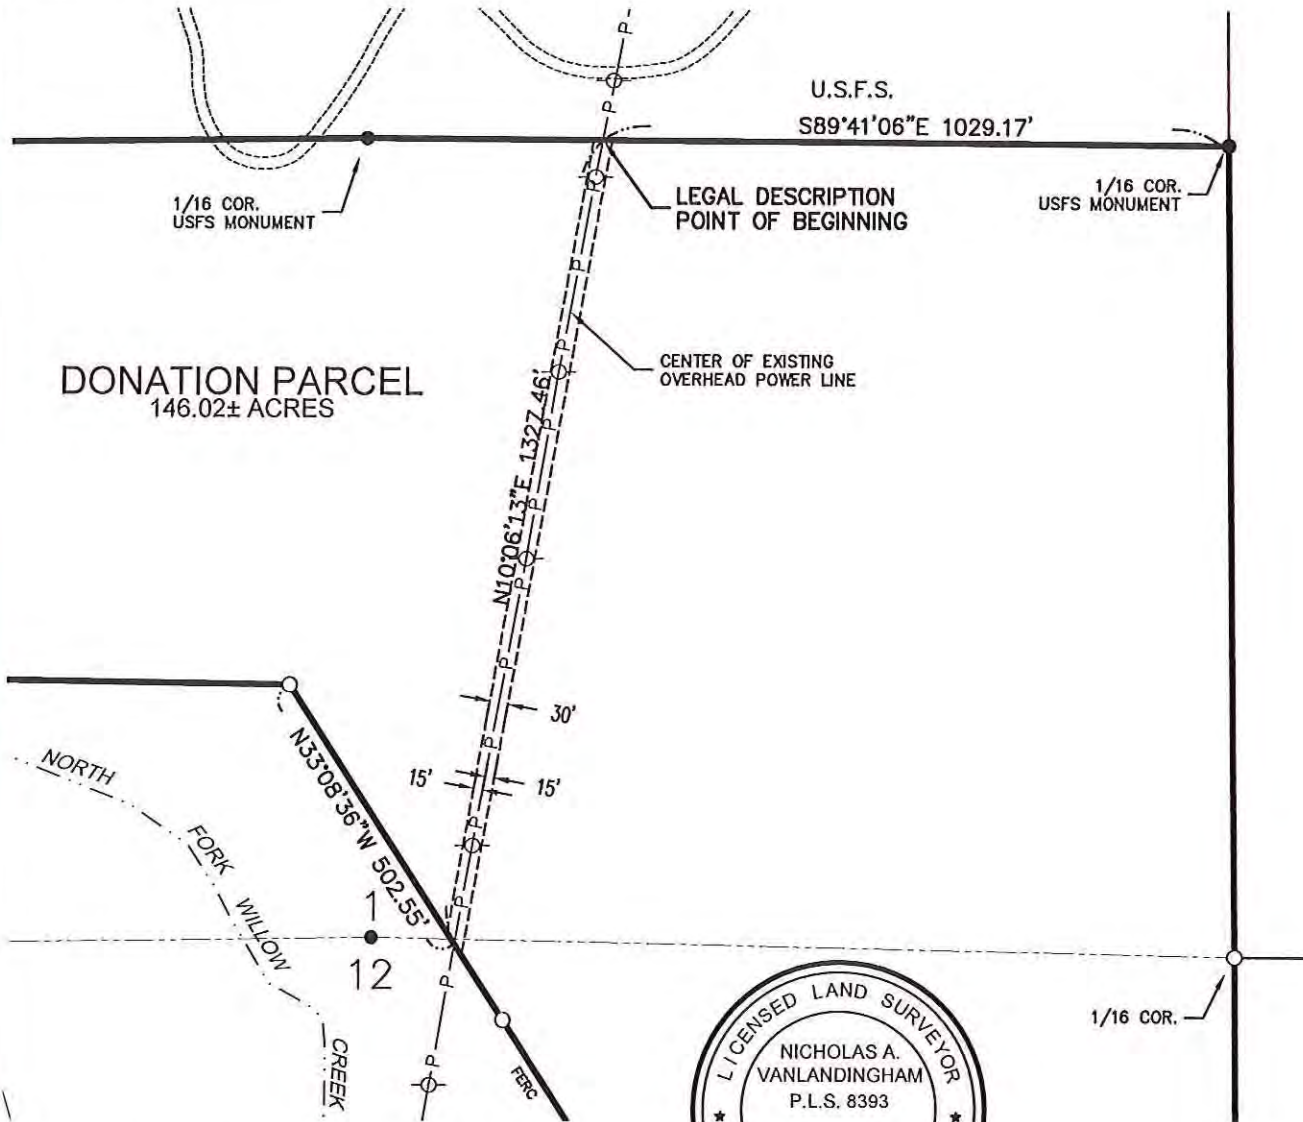 P
U.S.F.S.
S89°41'06"E 1029.17'
P
1/16 COR.
USFS MONUMENT
LEGAL DESCRIPTION
POINT OF BEGINNING
1/16 COR.
USFS MONUMENT
P
P
CENTER OF EXISTING
OVERHEAD POWER LINE
P
DONATION PARCEL
146.02± ACRES
N10°06'13"E 1327.46'
P
P
P
P
30'
P
15'
15'
P
N33°08'36"W 502.55'
NORTH
FORK
WILLOW
CREEK
P
1
12
P
P
FERC
1/16 COR.
LICENSED LAND SURVEYOR
NICHOLAS A.
VANLANDINGHAM
P.L.S. 8393